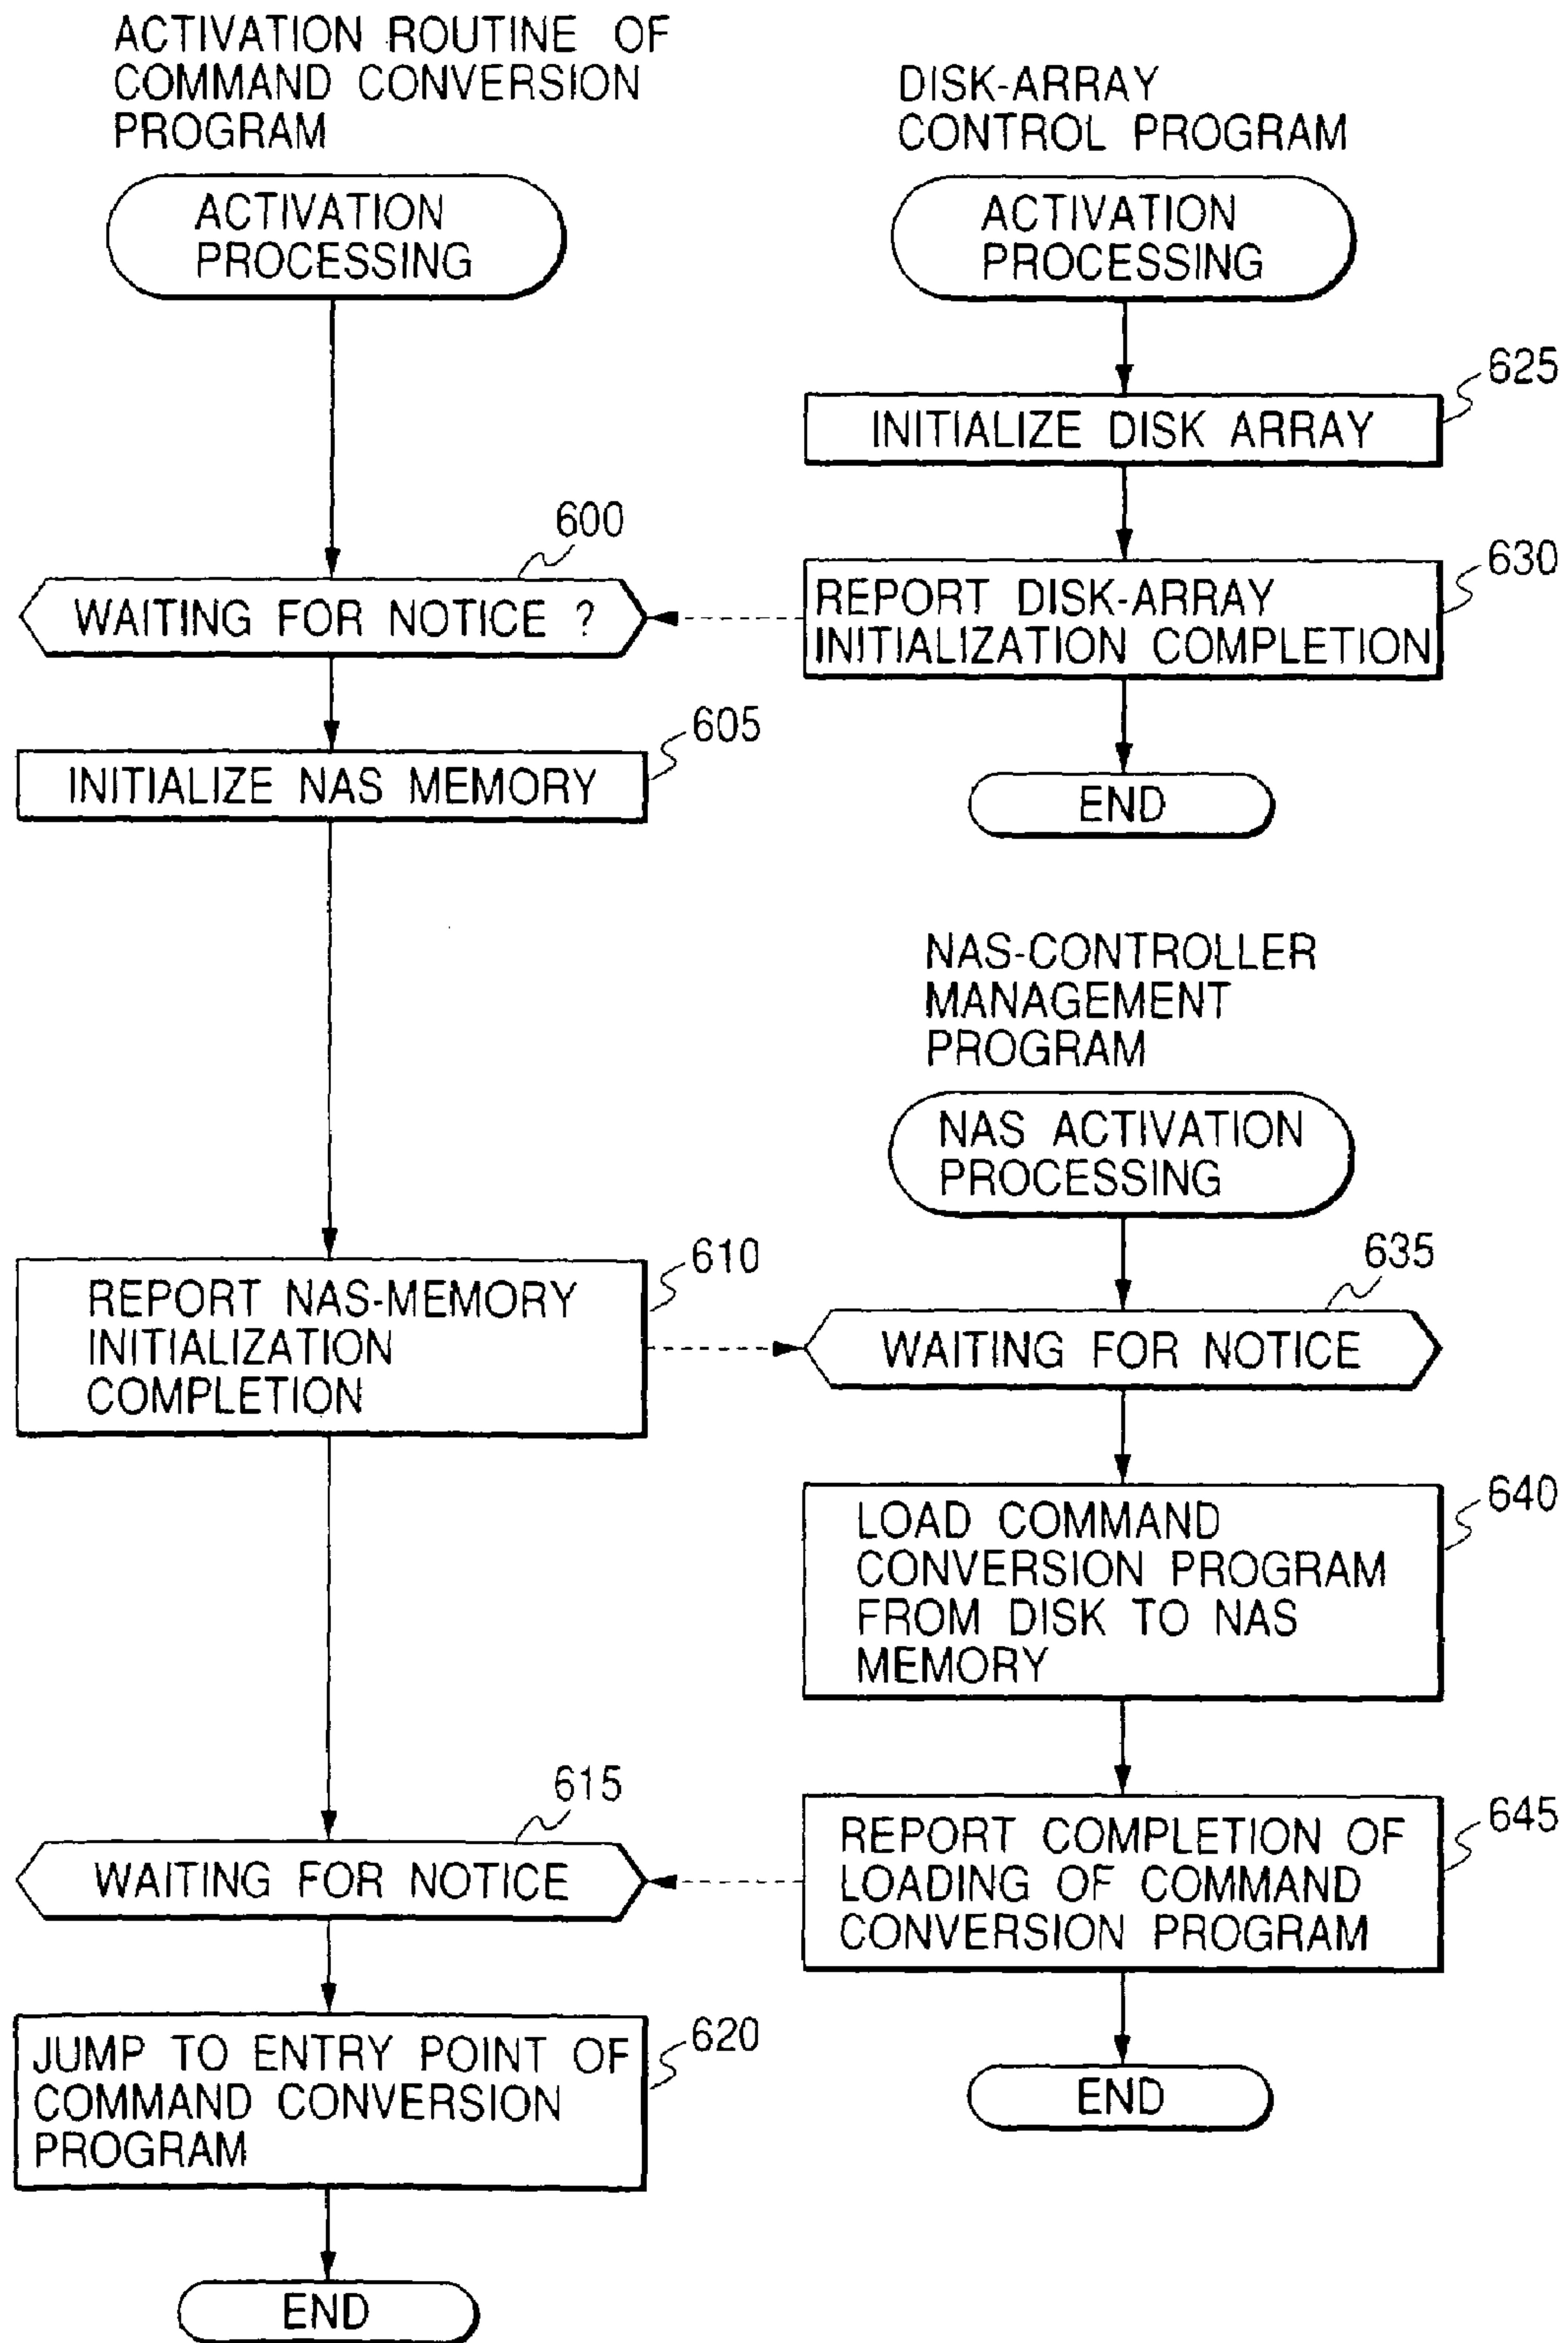 ACTIVATION ROUTINE OF
COMMAND CONVERSION
PROGRAM
ACTIVATION
PROCESSING
600
WAITING FOR NOTICE ?
605
INITIALIZE NAS MEMORY
610
REPORT NAS-MEMORY
INITIALIZATION
COMPLETION
615
WAITING FOR NOTICE
620
JUMP TO ENTRY POINT OF
COMMAND CONVERSION
PROGRAM
END
DISK-ARRAY
CONTROL PROGRAM
ACTIVATION
PROCESSING
625
INITIALIZE DISK ARRAY
630
REPORT DISK-ARRAY
INITIALIZATION COMPLETION
END
NAS-CONTROLLER
MANAGEMENT
PROGRAM
NAS ACTIVATION
PROCESSING
635
WAITING FOR NOTICE
640
LOAD COMMAND
CONVERSION PROGRAM
FROM DISK TO NAS
MEMORY
645
REPORT COMPLETION OF
LOADING OF COMMAND
CONVERSION PROGRAM
END